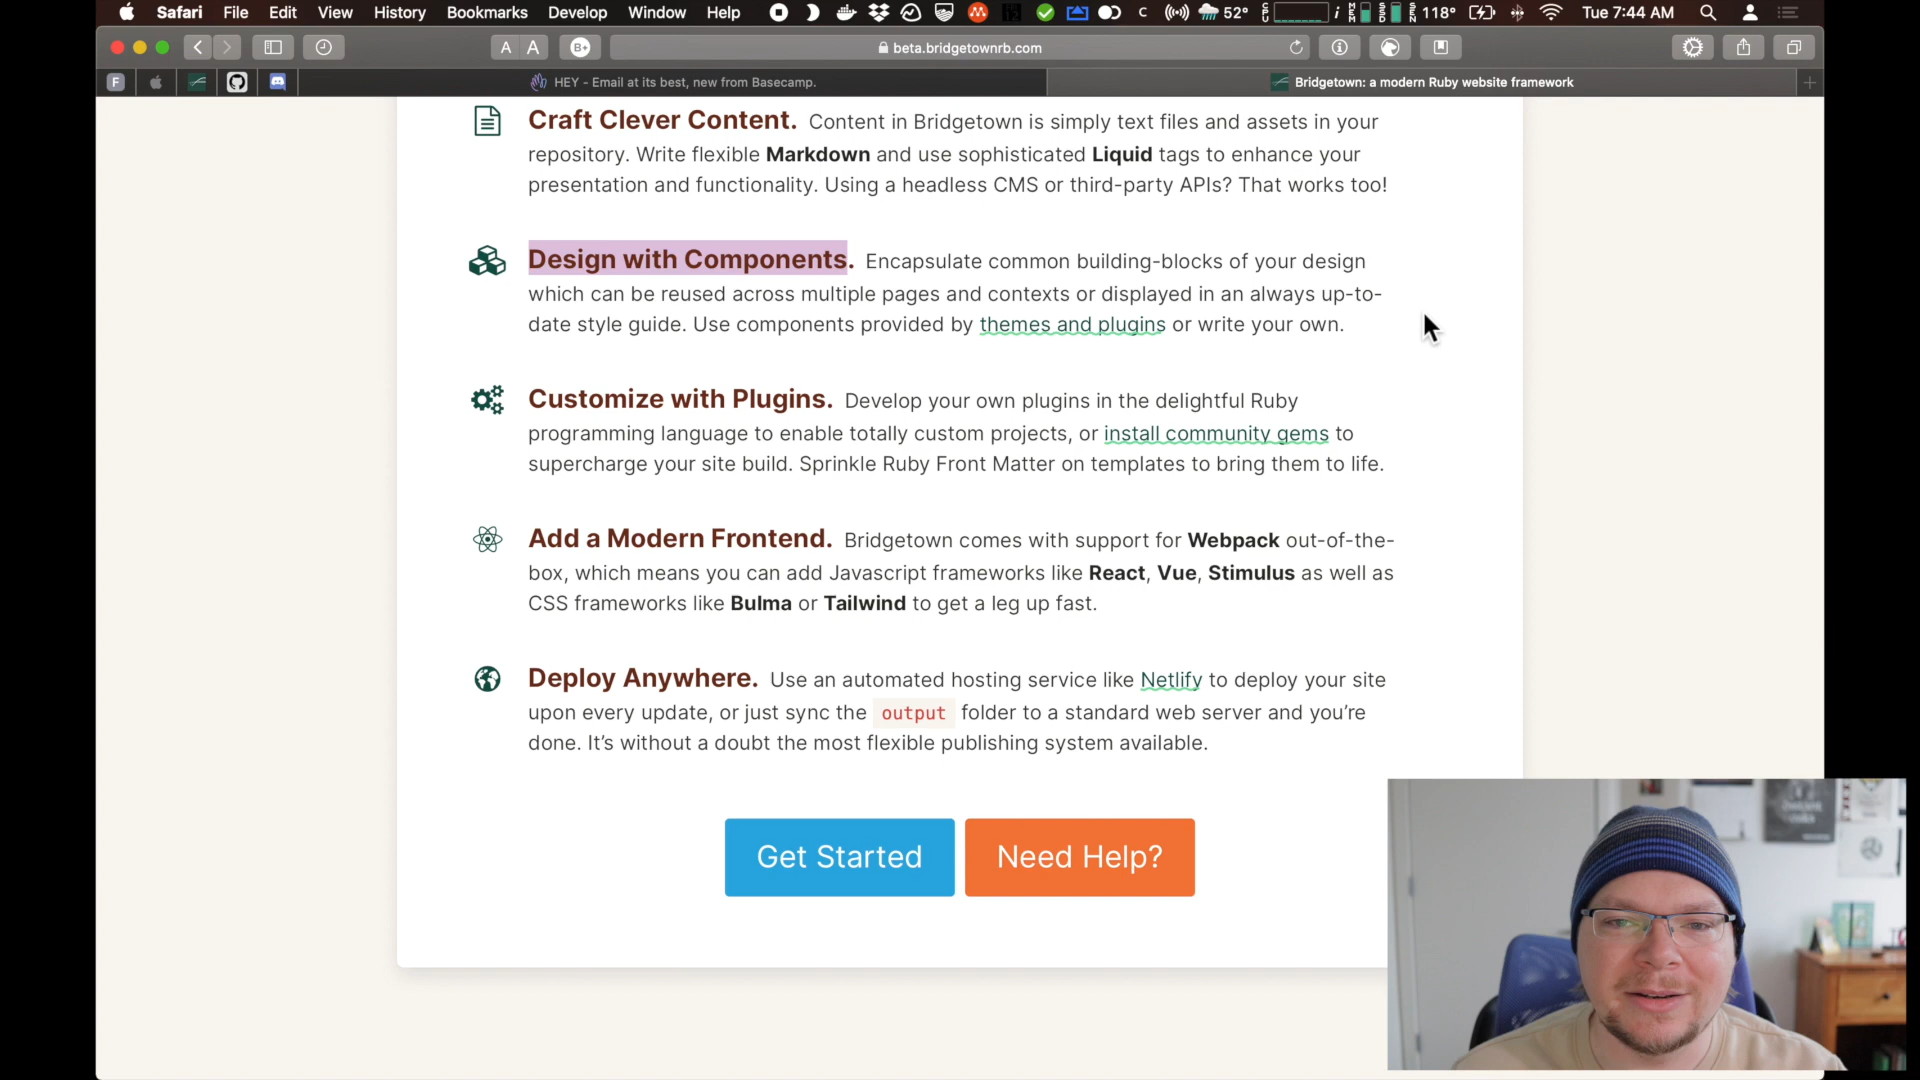 Safari File Edit View History Bookmarks Develop Window Help 52° 118° Tue 7:44 AM
A A B+ beta.bridgetownrb.com
F HEY - Email at its best, new from Basecamp. Bridgetown: a modern Ruby website framework
Craft Clever Content. Content in Bridgetown is simply text files and assets in your
repository. Write flexible Markdown and use sophisticated Liquid tags to enhance your
presentation and functionality. Using a headless CMS or third-party APIs? That works too!
Design with Components. Encapsulate common building-blocks of your design
which can be reused across multiple pages and contexts or displayed in an always up-to-
date style guide. Use components provided by themes and plugins or write your own.
Customize with Plugins. Develop your own plugins in the delightful Ruby
programming language to enable totally custom projects, or install community gems to
supercharge your site build. Sprinkle Ruby Front Matter on templates to bring them to life.
Add a Modern Frontend. Bridgetown comes with support for Webpack out-of-the-
box, which means you can add Javascript frameworks like React, Vue, Stimulus as well as
CSS frameworks like Bulma or Tailwind to get a leg up fast.
Deploy Anywhere. Use an automated hosting service like Netlify to deploy your site
upon every update, or just sync the output folder to a standard web server and you're
done. It's without a doubt the most flexible publishing system available.
Get Started Need Help?